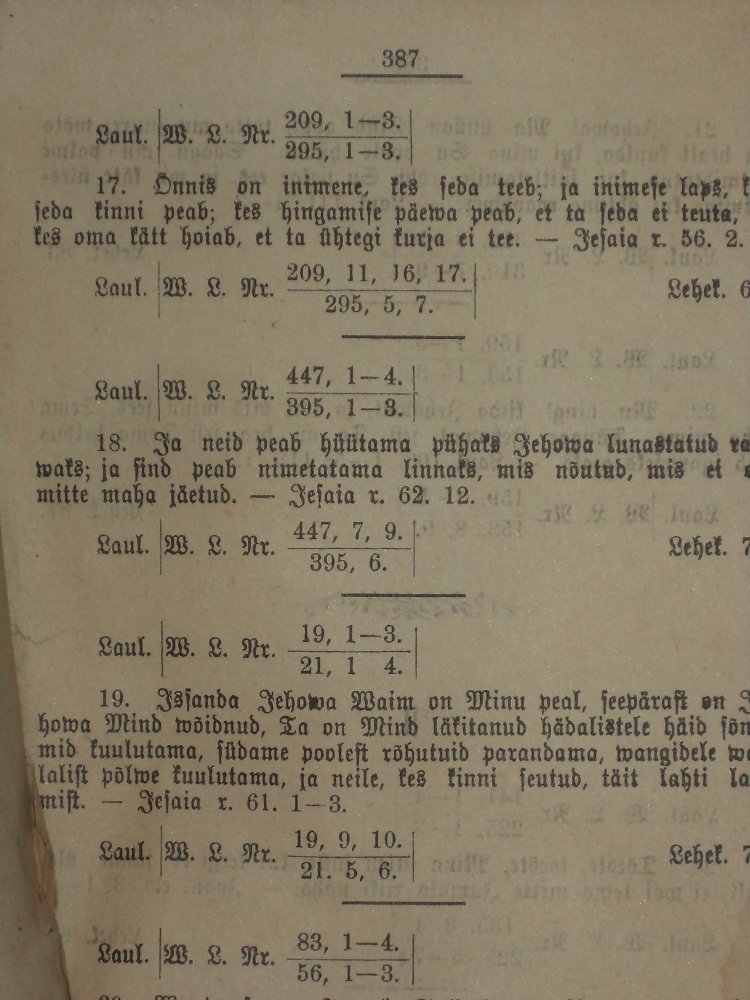 387
Laul. W. L. Nr. 209, 1—3.
295, 1—3.
17. Õnnis on inimene, kes seda teeb; ja inimese laps,
seda kinni peab; kes hingamise päewa peab, et ta seda ei teuta,
kes oma kätt hoiab, et ta ühtegi kurja ei tee. — Jesaia r. 56. 2.
Laul. W. L. Nr. 209, 11, 16, 17. Lehek.
295, 5, 7.
Laul. W. L. Nr. 447, 1—4.
395, 1—3.
18. Ja neid peab hüütama pühaks Jehowa lunastatud ra
waks; ja sind peab nimetatama linnaks, mis nõutud, mis ei
mitte maha jäetud. — Jesaia r. 62. 12.
Laul. W. L. Nr. 447, 7, 9. Lehek. 7
395, 6.
Laul. W. L. Nr. 19, 1—3.
21, 1 4.
19. Issanda Jehowa Waim on Minu peal, seepärast on
howa Mind wõidnud, Ta on Mind läkitanud hädalistele häid sõn
mid kuulutama, südame poolest rõhutuid parandama, wangidele wa
lalist põlwe kuulutama, ja neile, kes kinni seutud, täit lahti la
mist. — Jesaia r. 61. 1—3.
Laul. W. L. Nr. 19, 9, 10. Lehek. 7
21. 5, 6.
Laul. W. L. Nr. 83, 1—4.
56, 1—3.